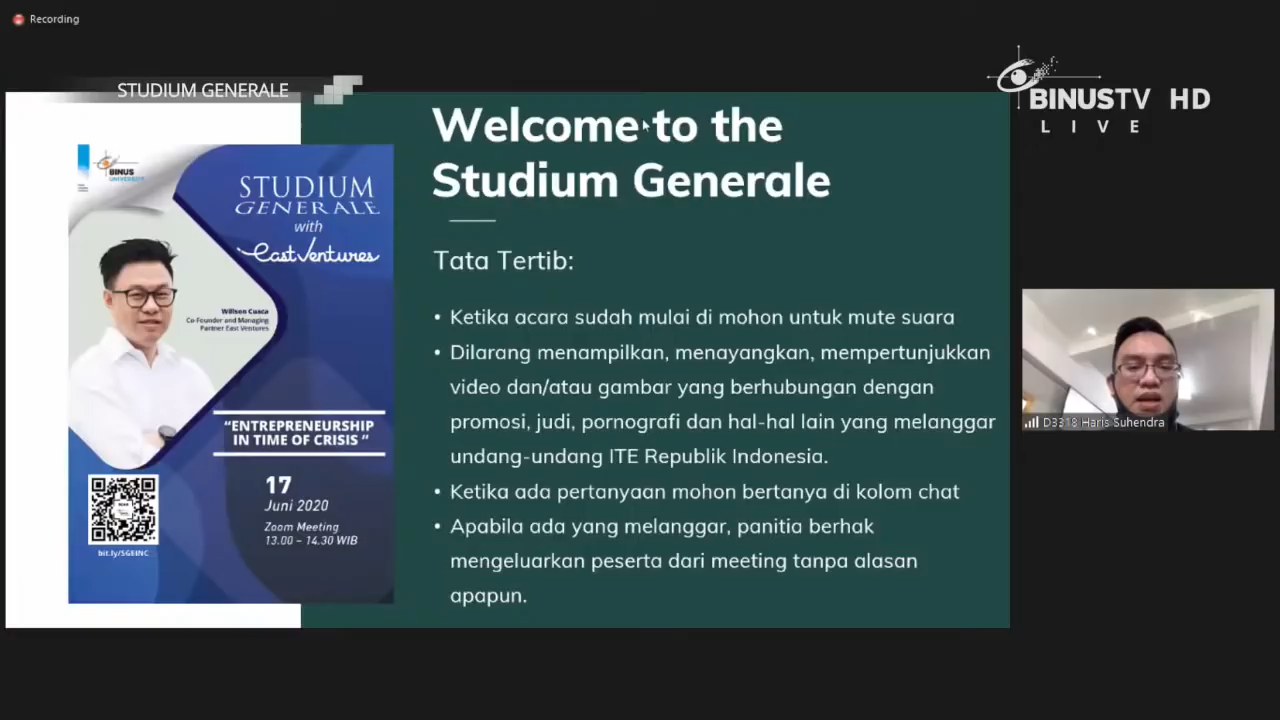 Recording
STUDIUM GENERALE
BINUSTV HD
LIVE
BINUS
UNIVERSITY
STUDIUM
GENERALE
with
East Ventures
Willson Cuaca
Co-Founder and Managing
Partner East Ventures
“ENTREPRENEURSHIP
IN TIME OF CRISIS ”
17
Juni 2020
Zoom Meeting
13.00 – 14.30 WIB
Welcome to the
Studium Generale
Tata Tertib:
• Ketika acara sudah mulai di mohon untuk mute suara
• Dilarang menampilkan, menayangkan, mempertunjukkan
video dan/atau gambar yang berhubungan dengan
promosi, judi, pornografi dan hal-hal lain yang melanggar
undang-undang ITE Republik Indonesia.
• Ketika ada pertanyaan mohon bertanya di kolom chat
• Apabila ada yang melanggar, panitia berhak
mengeluarkan peserta dari meeting tanpa alasan
apapun.
D3318 Haris Suhendra